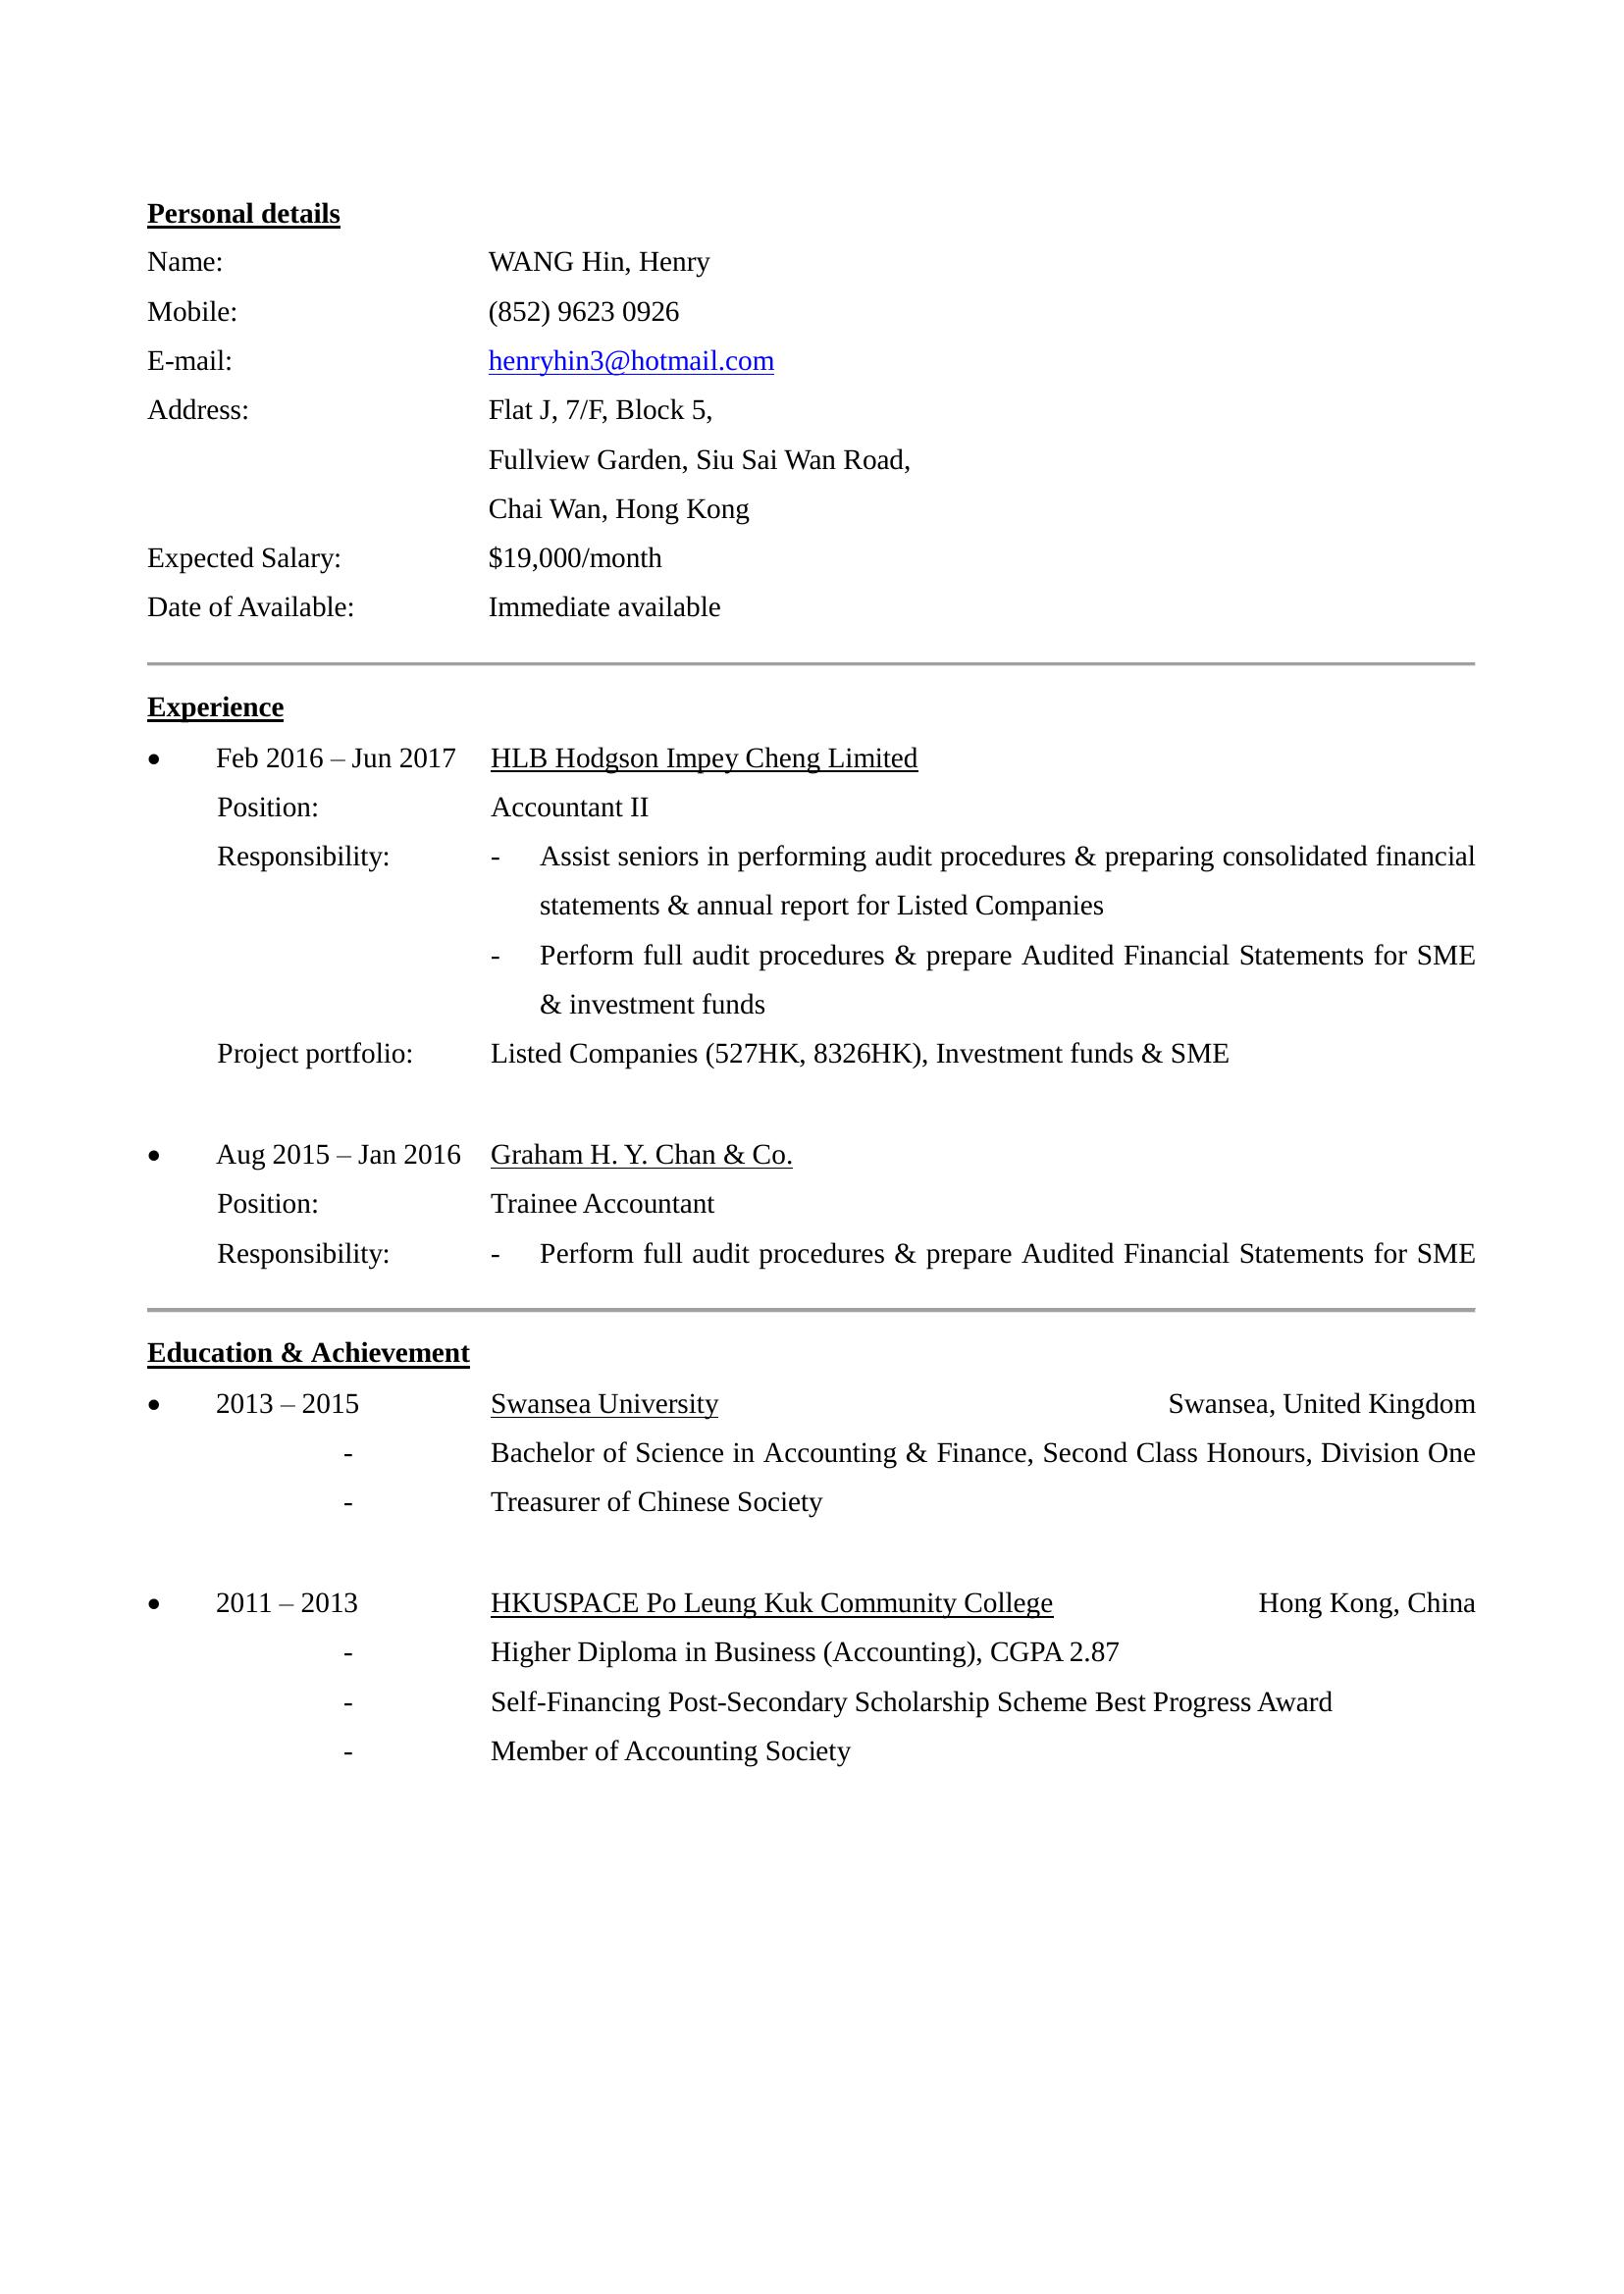 Personal details
Name: WANG Hin, Henry
Mobile: (852) 9623 0926
E-mail: henryhin3@hotmail.com
Address: Flat J, 7/F, Block 5,
Fullview Garden, Siu Sai Wan Road,
Chai Wan, Hong Kong
Expected Salary: $19,000/month
Date of Available: Immediate available
Experience
● Feb 2016 – Jun 2017 HLB Hodgson Impey Cheng Limited
Position: Accountant II
Responsibility: - Assist seniors in performing audit procedures & preparing consolidated financial
statements & annual report for Listed Companies
- Perform full audit procedures & prepare Audited Financial Statements for SME
& investment funds
Project portfolio: Listed Companies (527HK, 8326HK), Investment funds & SME
● Aug 2015 – Jan 2016 Graham H. Y. Chan & Co.
Position: Trainee Accountant
Responsibility: - Perform full audit procedures & prepare Audited Financial Statements for SME
Education & Achievement
● 2013 – 2015 Swansea University Swansea, United Kingdom
- Bachelor of Science in Accounting & Finance, Second Class Honours, Division One
- Treasurer of Chinese Society
● 2011 – 2013 HKUSPACE Po Leung Kuk Community College Hong Kong, China
- Higher Diploma in Business (Accounting), CGPA 2.87
- Self-Financing Post-Secondary Scholarship Scheme Best Progress Award
- Member of Accounting Society